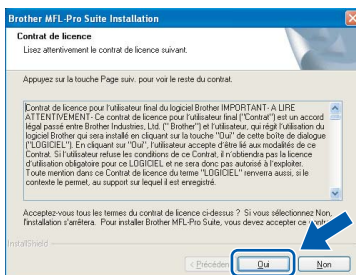 Brother MFL-Pro Suite Installation
Contrat de licence
Lisez attentivement le contrat de licence suivant.
Appuyez sur la touche Page suiv. pour voir le reste du contrat.
Contrat de licence pour l'utilisateur final du logiciel Brother IMPORTANT- A LIRE
ATTENTIVEMENT- Ce contrat de licence pour l'utilisateur final ("Contrat") est un accord
légal passé entre Brother Industries, Ltd. (" Brother") et l'utilisateur, qui régit l'utilisation du
logiciel Brother qui sera installé en cliquant sur la touche "Oui" de cette boîte de dialogue
("LOGICIEL"). En cliquant sur "Oui", l'utilisateur accepte d'être lié aux modalités de ce
Contrat. Si l'utilisateur refuse les conditions de ce Contrat, il n'obtiendra pas la licence
d'utilisation obligatoire pour ce LOGICIEL et ne sera donc pas autorisé à l'exploiter.
Toute mention dans ce Contrat de licence du terme "LOGICIEL" renverra aussi, si le
contexte le permet, au support sur lequel il est enregistré.
Acceptez-vous tous les termes du contrat de licence ci-dessus ? Si vous sélectionnez Non,
l'installation s'arrêtera. Pour installer Brother MFL-Pro Suite, vous devez accepter ce
InstallShield
< Précéden Oui Non